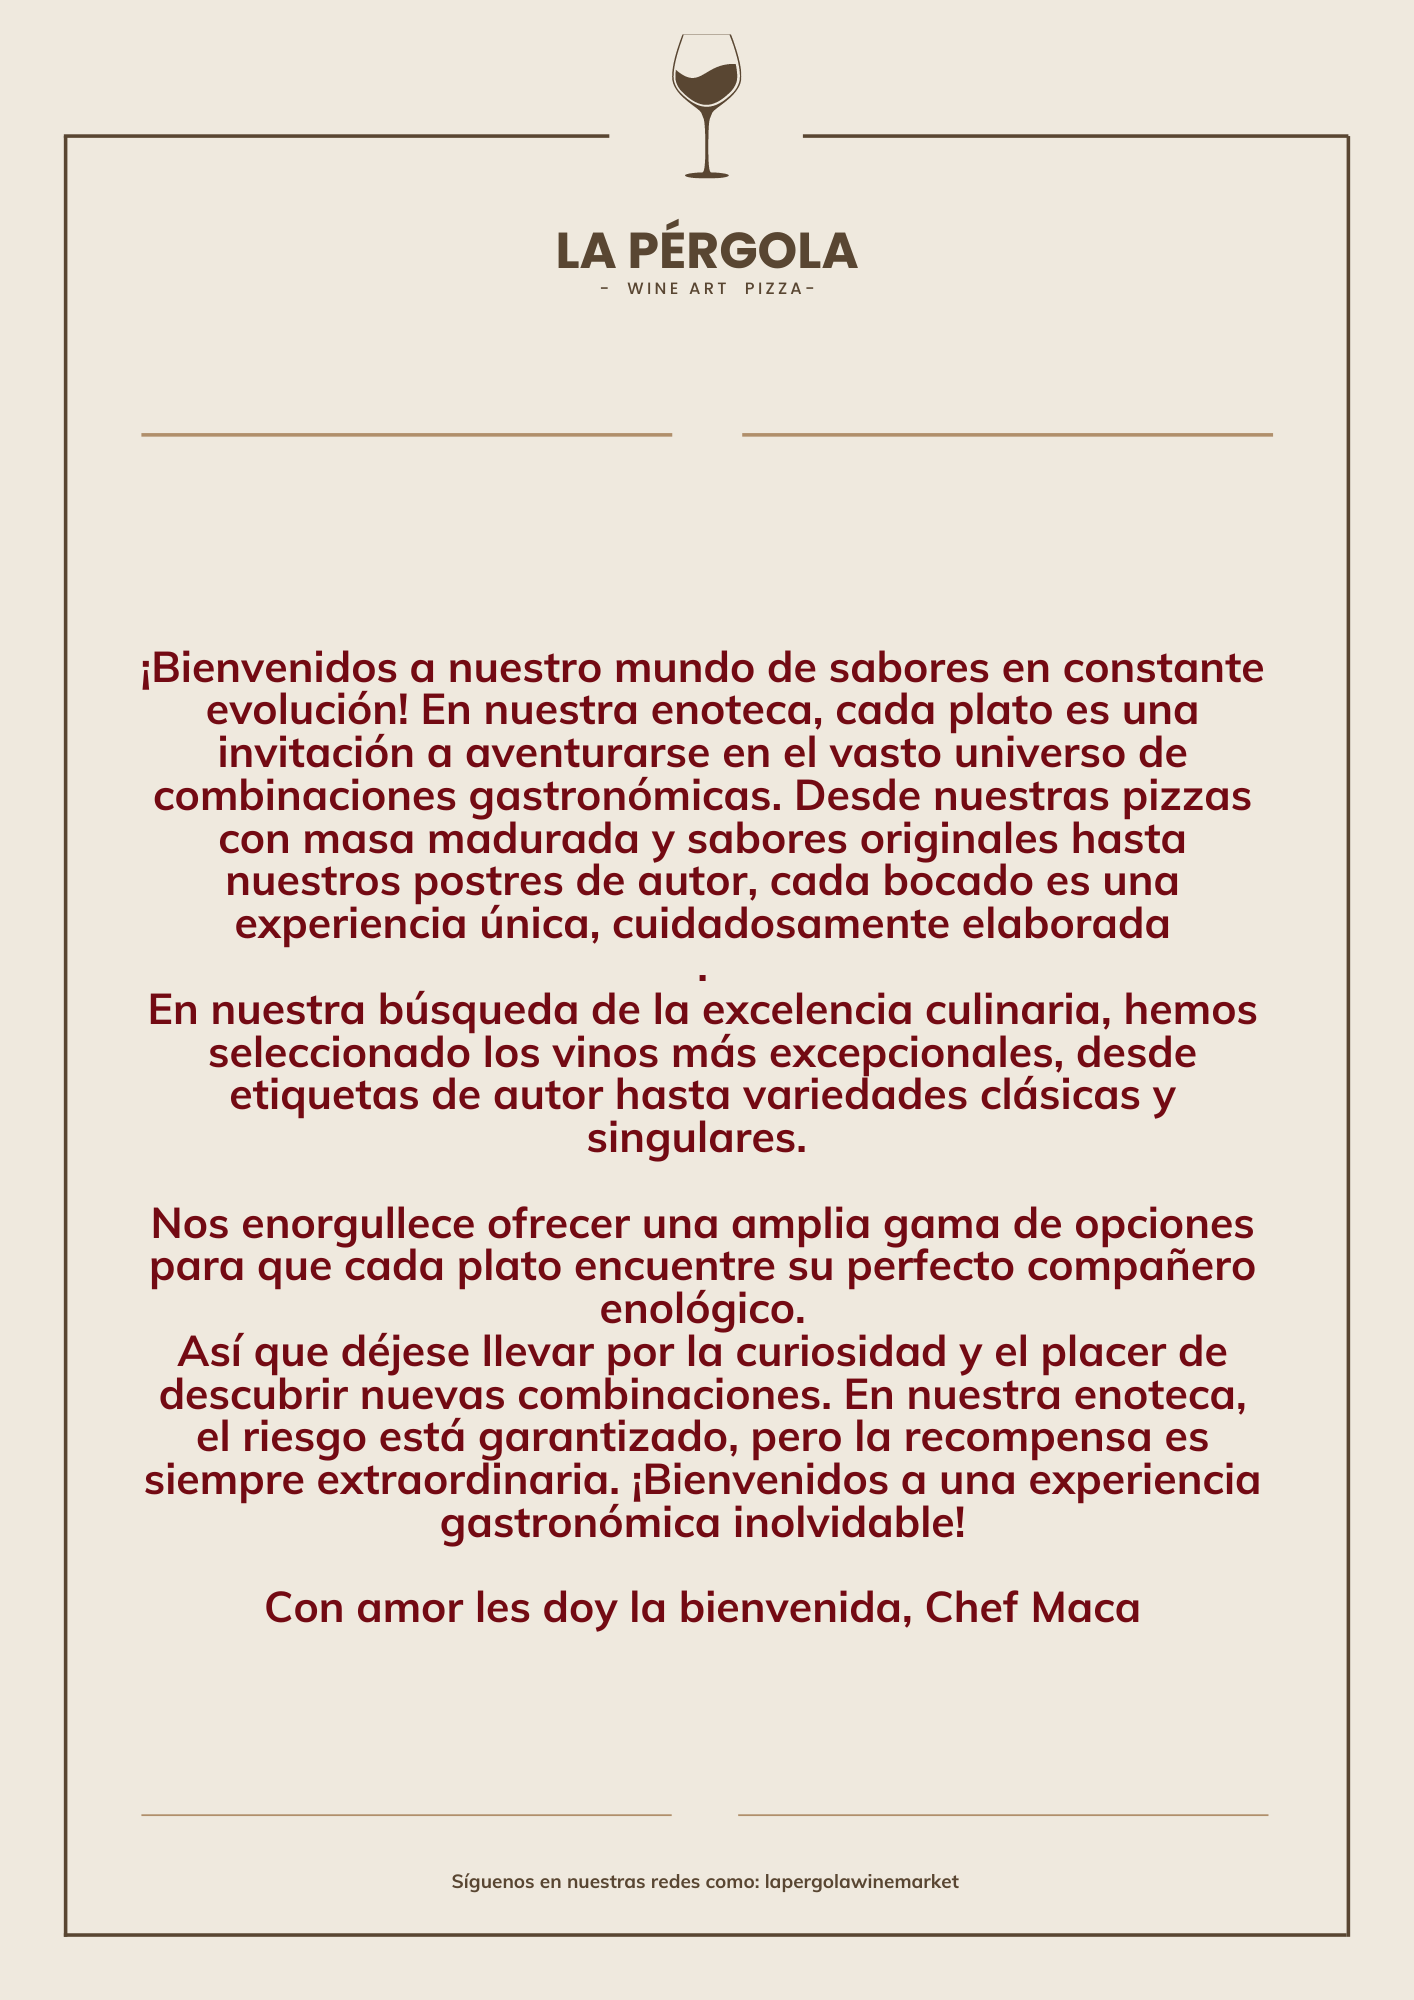 LA PÉRGOLA
- WINE ART PIZZA-
¡Bienvenidos a nuestro mundo de sabores en constante
evolución! En nuestra enoteca, cada plato es una
invitación a aventurarse en el vasto universo de
combinaciones gastronómicas. Desde nuestras pizzas
con masa madurada y sabores originales hasta
nuestros postres de autor, cada bocado es una
experiencia única, cuidadosamente elaborada
.
En nuestra búsqueda de la excelencia culinaria, hemos
seleccionado los vinos más excepcionales, desde
etiquetas de autor hasta variedades clásicas y
singulares.
Nos enorgullece ofrecer una amplia gama de opciones
para que cada plato encuentre su perfecto compañero
enológico.
Así que déjese llevar por la curiosidad y el placer de
descubrir nuevas combinaciones. En nuestra enoteca,
el riesgo está garantizado, pero la recompensa es
siempre extraordinaria. ¡Bienvenidos a una experiencia
gastronómica inolvidable!
Con amor les doy la bienvenida, Chef Maca
Síguenos en nuestras redes como: lapergolawinemarket